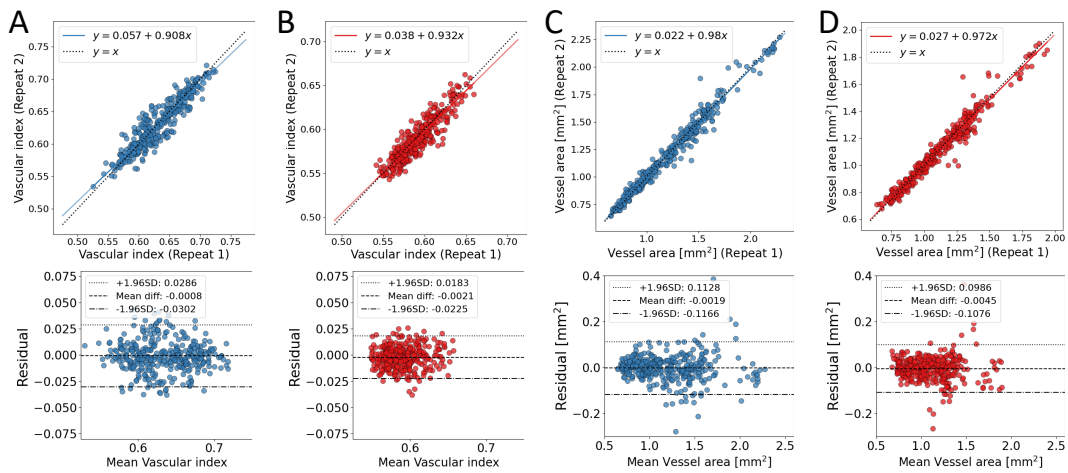 A
y = 0.057 + 0.908x
y = x
Vascular index (Repeat 2)
0.75
0.70
0.65
0.60
0.55
0.50
0.50 0.55 0.60 0.65 0.70 0.75
Vascular index (Repeat 1)
B
y = 0.038 + 0.932x
y = x
Vascular index (Repeat 2)
0.70
0.65
0.60
0.55
0.50
0.50 0.55 0.60 0.65 0.70
Vascular index (Repeat 1)
C
y = 0.022 + 0.98x
y = x
Vessel area [mm²] (Repeat 2)
2.25
2.00
1.75
1.50
1.25
1.00
0.75
1.0 1.5 2.0
Vessel area [mm²] (Repeat 1)
D
y = 0.027 + 0.972x
y = x
Vessel area [mm²] (Repeat 2)
2.0
1.8
1.6
1.4
1.2
1.0
0.8
0.6
0.75 1.00 1.25 1.50 1.75 2.00
Vessel area [mm²] (Repeat 1)
+1.96SD: 0.0286
Mean diff: -0.0008
-1.96SD: -0.0302
Residual
0.075
0.050
0.025
0.000
−0.025
−0.050
−0.075
0.6 0.7
Mean Vascular index
+1.96SD: 0.0183
Mean diff: -0.0021
-1.96SD: -0.0225
Residual
0.075
0.050
0.025
0.000
−0.025
−0.050
−0.075
0.6 0.7
Mean Vascular index
+1.96SD: 0.1128
Mean diff: -0.0019
-1.96SD: -0.1166
Residual [mm²]
0.4
0.2
0.0
−0.2
0.5 1.0 1.5 2.0 2.5
Mean Vessel area [mm²]
+1.96SD: 0.0986
Mean diff: -0.0045
-1.96SD: -0.1076
Residual [mm²]
0.4
0.2
0.0
−0.2
0.5 1.0 1.5 2.0 2.5
Mean Vessel area [mm²]